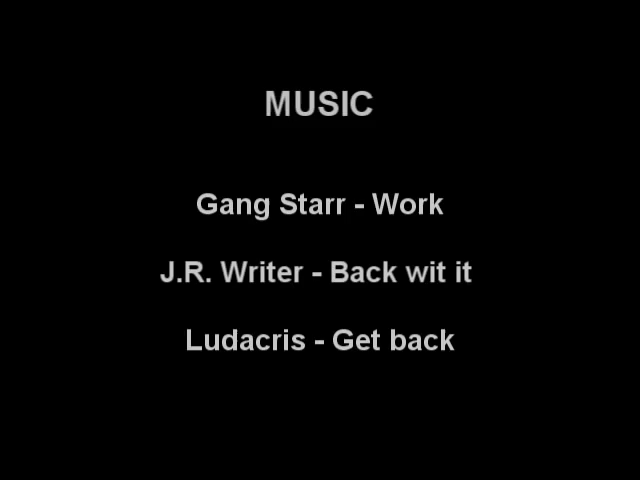 MUSIC
Gang Starr - Work
J.R. Writer - Back wit it
Ludacris - Get back